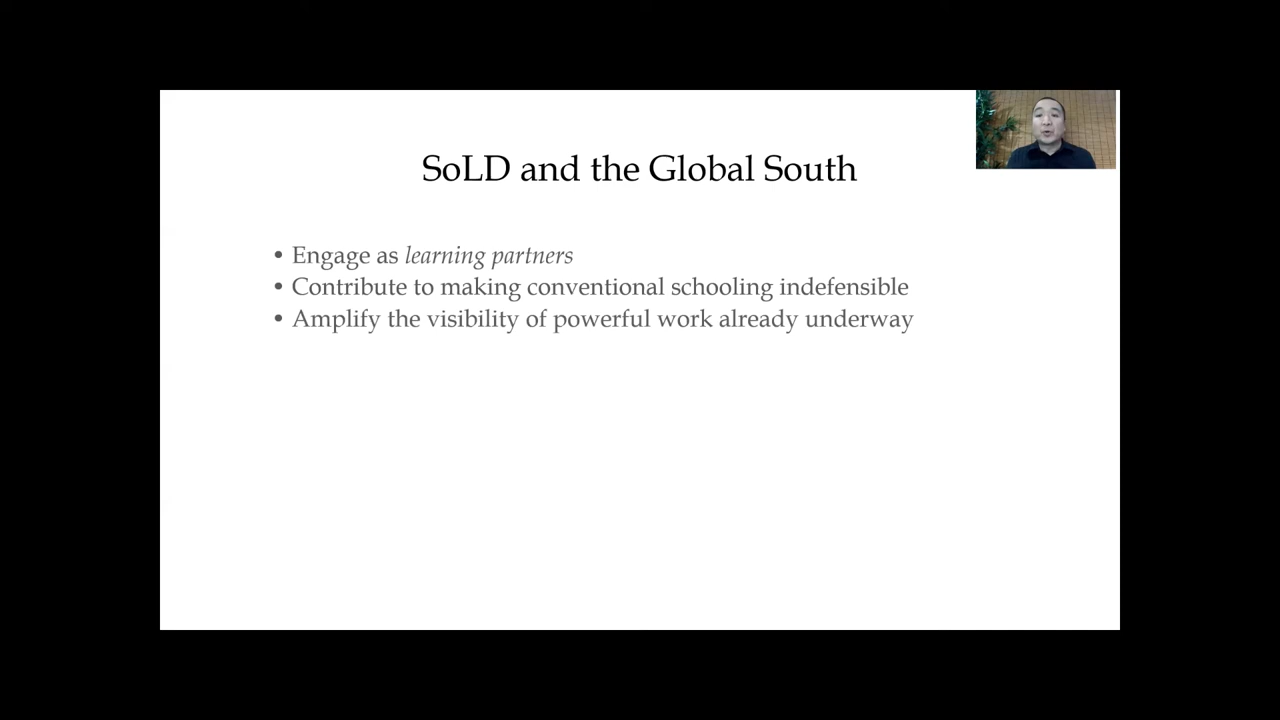 SoLD and the Global South
• Engage as learning partners
• Contribute to making conventional schooling indefensible
• Amplify the visibility of powerful work already underway